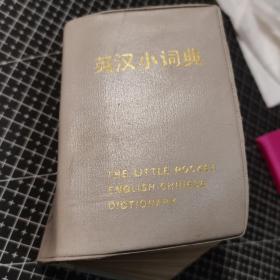 英汉小词典
THE LITTLE POCKET
ENGLISH CHINESE
DICTIONARY